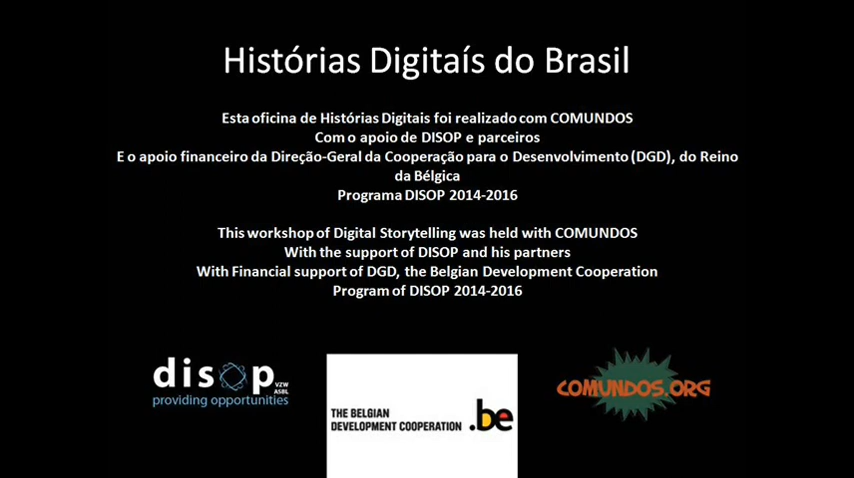 Histórias Digitaís do Brasil
Esta oficina de Histórias Digitais foi realizado com COMUNDOS
Com o apoio de DISOP e parceiros
E o apoio financeiro da Direção-Geral da Cooperação para o Desenvolvimento (DGD), do Reino
da Bélgica
Programa DISOP 2014-2016
This workshop of Digital Storytelling was held with COMUNDOS
With the support of DISOP and his partners
With Financial support of DGD, the Belgian Development Cooperation
Program of DISOP 2014-2016
disop VZW ASBL
providing opportunities
THE BELGIAN
DEVELOPMENT COOPERATION .be
COMUNDOS.ORG